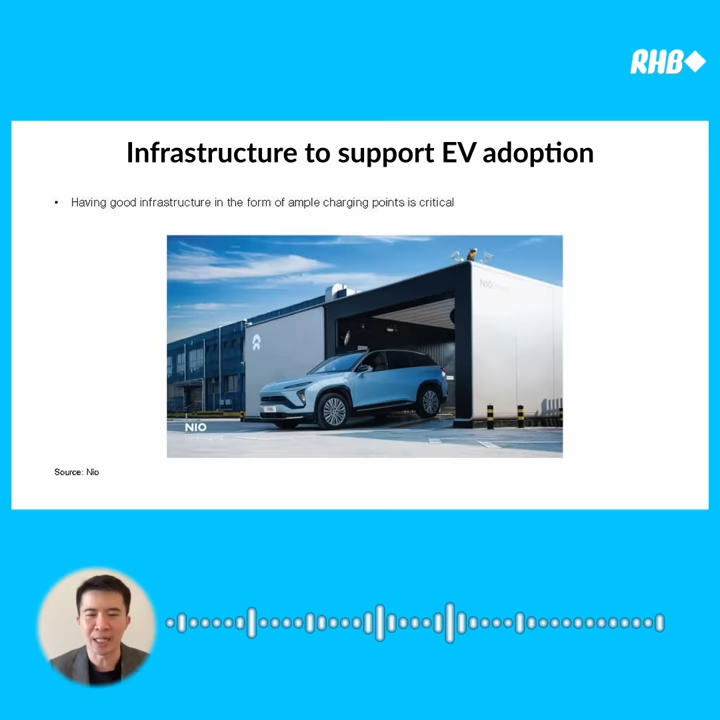 RHB
Infrastructure to support EV adoption
• Having good infrastructure in the form of ample charging points is critical
NIO
NIO
Source: Nio